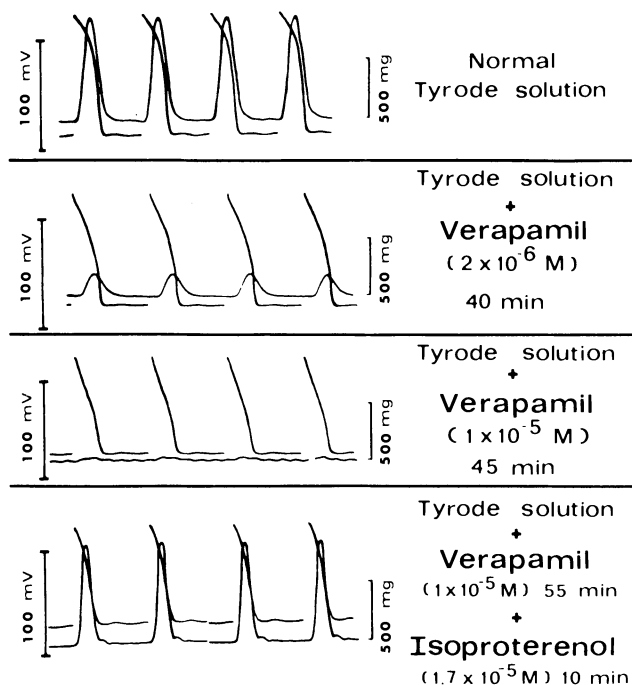 100 mV
500 mg
Normal
Tyrode solution
100 mV
500 mg
Tyrode solution
+
Verapamil
(2 x 10⁻⁶ M)
40 min
100 mV
500 mg
Tyrode solution
+
Verapamil
(1 x 10⁻⁵ M)
45 min
100 mV
500 mg
Tyrode solution
+
Verapamil
(1x10⁻⁵ M) 55 min
+
Isoproterenol
(1.7 x 10⁻⁵ M) 10 min